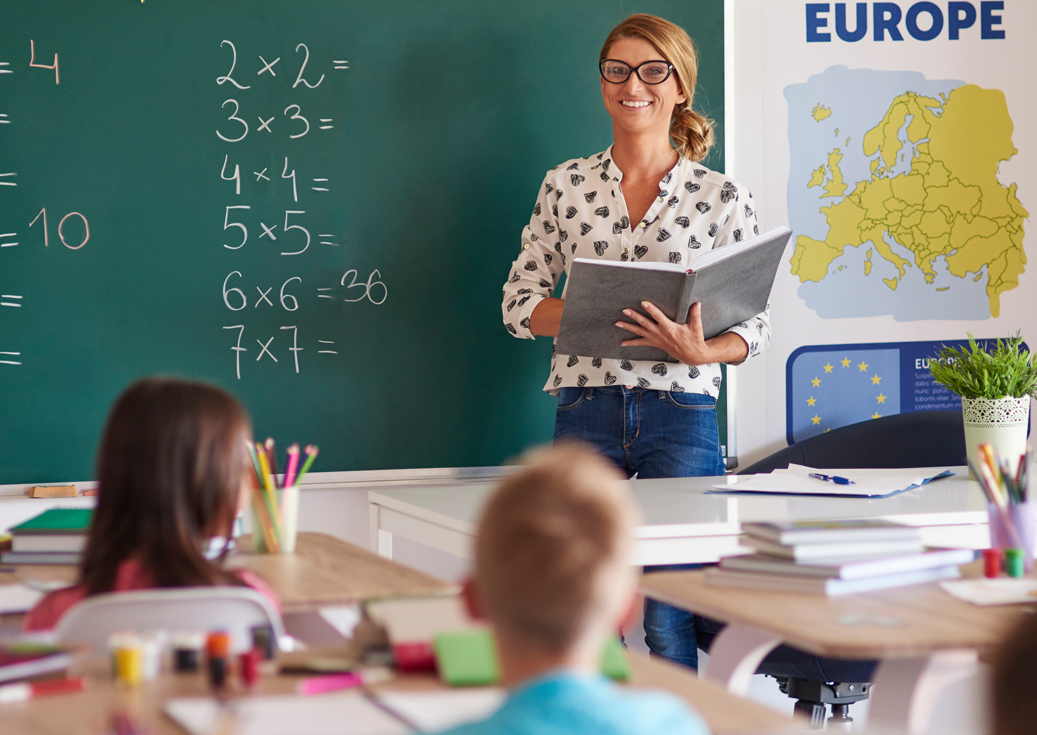 = 4
=
=
= 10
=
=
2 × 2 =
3 × 3 =
4 × 4 =
5 × 5 =
6 × 6 = 36
7 × 7 =
EUROPE